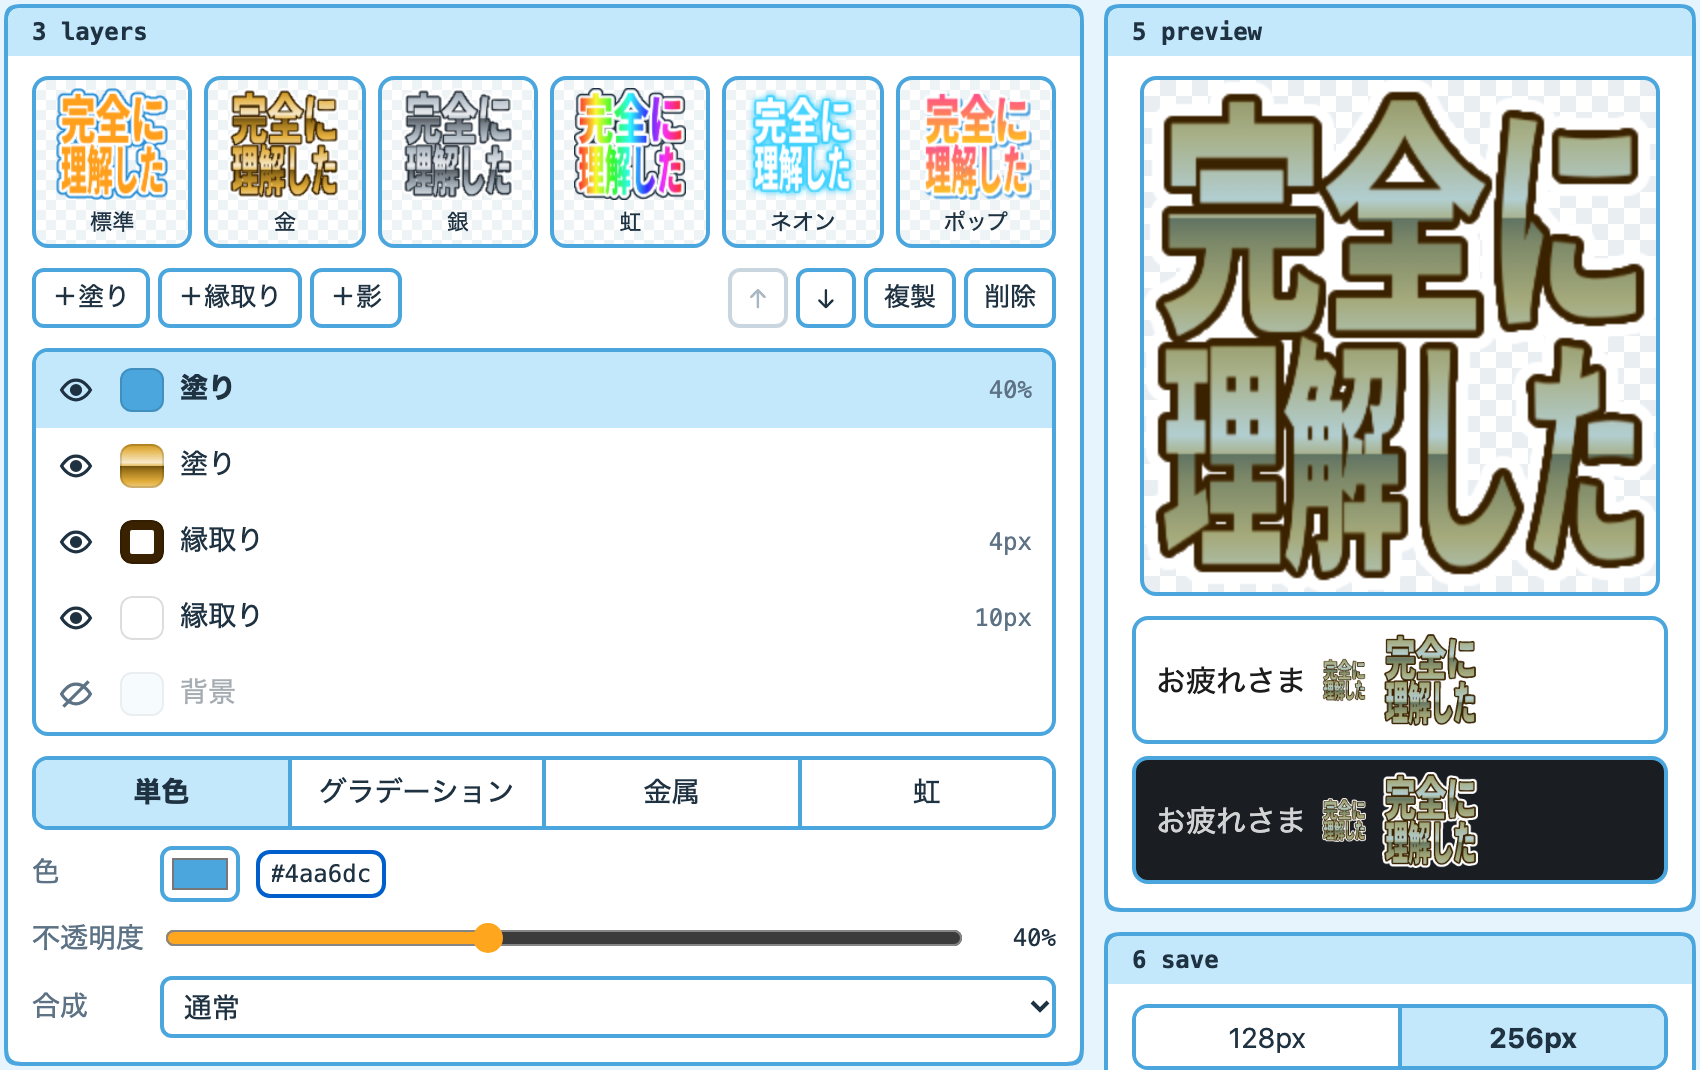 3 layers
完全に
理解した
標準
完全に
理解した
金
完全に
理解した
銀
完全に
理解した
虹
完全に
理解した
ネオン
完全に
理解した
ポップ
＋塗り ＋縁取り ＋影 ↑ ↓ 複製 削除
塗り 40%
塗り
縁取り 4px
縁取り 10px
背景
単色 グラデーション 金属 虹
色 #4aa6dc
不透明度 40%
合成 通常
5 preview
完全に
理解した
お疲れさま 完全に理解した 完全に
理解した
お疲れさま 完全に理解した 完全に
理解した
6 save
128px 256px